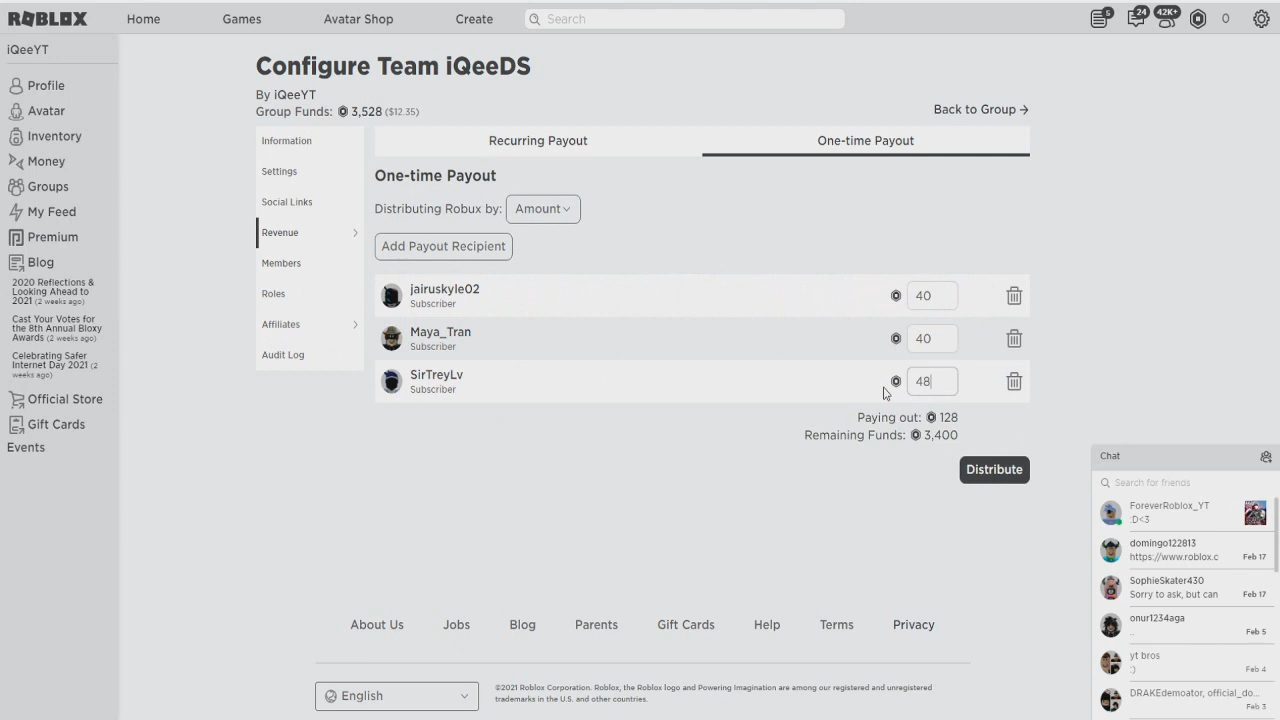 ROBLOX
Home
Games
Avatar Shop
Create
Search
5
24
42K+
0
iQeeYT
Profile
Avatar
Inventory
Money
Groups
My Feed
Premium
Blog
2020 Reflections &
Looking Ahead to
2021 (2 weeks ago)
Cast Your Votes for
the 8th Annual Bloxy
Awards (2 weeks ago)
Celebrating Safer
Internet Day 2021 (2
weeks ago)
Official Store
Gift Cards
Events
Configure Team iQeeDS
By iQeeYT
Group Funds: 3,528 ($12.35)
Back to Group →
Information
Settings
Social Links
Revenue
Members
Roles
Affiliates
Audit Log
Recurring Payout
One-time Payout
One-time Payout
Distributing Robux by: Amount
Add Payout Recipient
jairuskyle02
Subscriber
40
Maya_Tran
Subscriber
40
SirTreyLv
Subscriber
48
Paying out: 128
Remaining Funds: 3,400
Distribute
Chat
Search for friends
ForeverRoblox_YT
:D<3
domingo122813
https://www.roblox.c Feb 17
SophieSkater430
Sorry to ask, but can Feb 17
onur1234aga
.. Feb 5
yt bros
:) Feb 4
DRAKEdemoator, official_do...
Feb 3
About Us
Jobs
Blog
Parents
Gift Cards
Help
Terms
Privacy
English
©2021 Roblox Corporation. Roblox, the Roblox logo and Powering Imagination are among our registered and unregistered
trademarks in the U.S. and other countries.